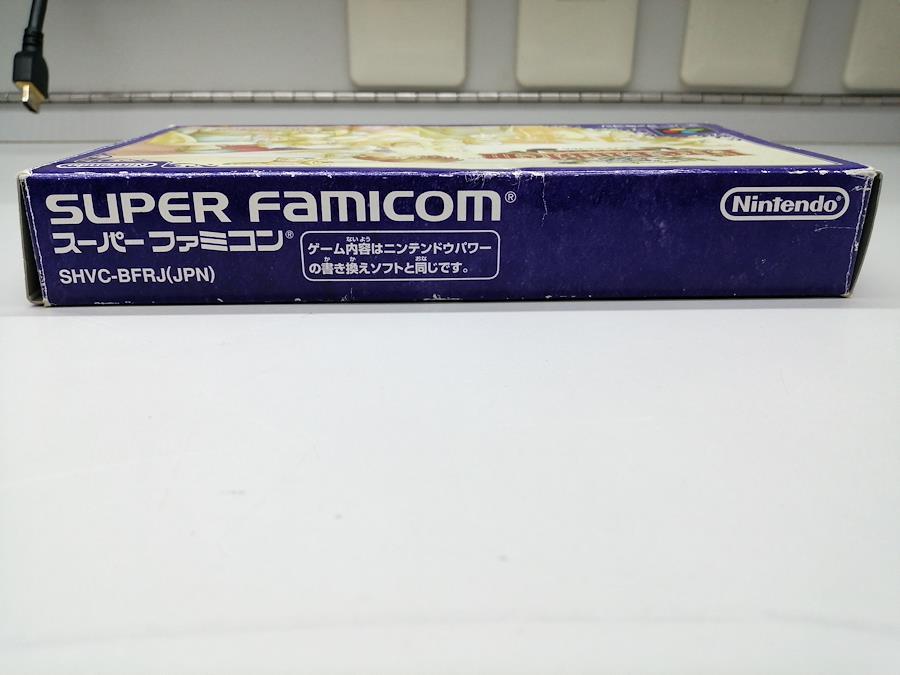 SUPER FAMICOM®
スーパーファミコン®
SHVC-BFRJ(JPN)
ゲーム内容はニンテンドウパワー
の書き換えソフトと同じです。
Nintendo®